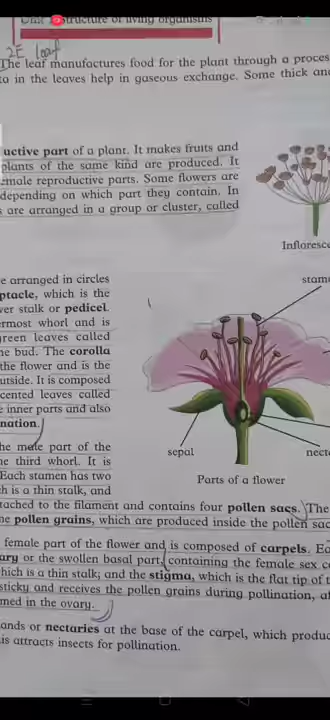 Unit Structure of living organisms
2E leaf
The leaf manufactures food for the plant through a proces
ta in the leaves help in gaseous exchange. Some thick and
uctive part of a plant. It makes fruits and
plants of the same kind are produced. It
male reproductive parts. Some flowers are
depending on which part they contain. In
s are arranged in a group or cluster, called
Infloresce
e arranged in circles
ptacle, which is the
wer stalk or pedicel.
ermost whorl and is
green leaves called
he bud. The corolla
the flower and is the
utside. It is composed
cented leaves called
e inner parts and also
nation.
stame
sepal
necta
Parts of a flower
he male part of the
he third whorl. It is
Each stamen has two
h is a thin stalk, and
tached to the filament and contains four pollen sacs. The
he pollen grains, which are produced inside the pollen sac
female part of the flower and is composed of carpels. Ea
ary or the swollen basal part, containing the female sex ce
hich is a thin stalk; and the stigma, which is the flat tip of t
sticky and receives the pollen grains during pollination, af
med in the ovary.
ands or nectaries at the base of the carpel, which produc
is attracts insects for pollination.